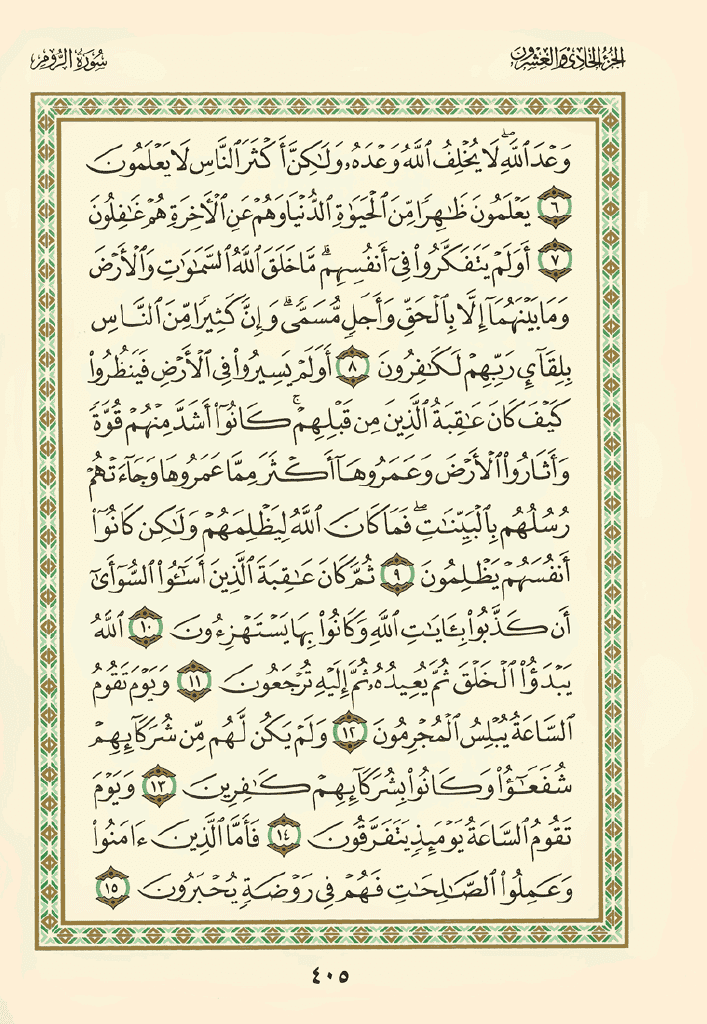 الجزء الحادي والعشرون
سورة الروم
وَعْدَ ٱللَّهِۖ لَا يُخْلِفُ ٱللَّهُ وَعْدَهُۥ وَلَٰكِنَّ أَكْثَرَ ٱلنَّاسِ لَا يَعْلَمُونَ
٦ يَعْلَمُونَ ظَٰهِرًا مِّنَ ٱلْحَيَوٰةِ ٱلدُّنْيَا وَهُمْ عَنِ ٱلْأَخِرَةِ هُمْ غَٰفِلُونَ
٧ أَوَلَمْ يَتَفَكَّرُوا۟ فِىٓ أَنفُسِهِمۗ مَّا خَلَقَ ٱللَّهُ ٱلسَّمَٰوَٰتِ وَٱلْأَرْضَ
وَمَا بَيْنَهُمَآ إِلَّا بِٱلْحَقِّ وَأَجَلٍ مُّسَمًّىۗ وَإِنَّ كَثِيرًا مِّنَ ٱلنَّاسِ
بِلِقَآئِ رَبِّهِمْ لَكَٰفِرُونَ ٨ أَوَلَمْ يَسِيرُوا۟ فِى ٱلْأَرْضِ فَيَنظُرُوا۟
كَيْفَ كَانَ عَٰقِبَةُ ٱلَّذِينَ مِن قَبْلِهِمْۚ كَانُوٓا۟ أَشَدَّ مِنْهُمْ قُوَّةً
وَأَثَارُوا۟ ٱلْأَرْضَ وَعَمَرُوهَآ أَكْثَرَ مِمَّا عَمَرُوهَا وَجَآءَتْهُمْ
رُسُلُهُم بِٱلْبَيِّنَٰتِۖ فَمَا كَانَ ٱللَّهُ لِيَظْلِمَهُمْ وَلَٰكِن كَانُوٓا۟
أَنفُسَهُمْ يَظْلِمُونَ ٩ ثُمَّ كَانَ عَٰقِبَةَ ٱلَّذِينَ أَسَٰٓـُٔوا۟ ٱلسُّوٓأَىٰٓ
أَن كَذَّبُوا۟ بِـَٔايَٰتِ ٱللَّهِ وَكَانُوا۟ بِهَا يَسْتَهْزِءُونَ ١٠ ٱللَّهُ
يَبْدَؤُا۟ ٱلْخَلْقَ ثُمَّ يُعِيدُهُۥ ثُمَّ إِلَيْهِ تُرْجَعُونَ ١١ وَيَوْمَ تَقُومُ
ٱلسَّاعَةُ يُبْلِسُ ٱلْمُجْرِمُونَ ١٢ وَلَمْ يَكُن لَّهُم مِّن شُرَكَآئِهِمْ
شُفَعَٰٓؤُا۟ وَكَانُوا۟ بِشُرَكَآئِهِمْ كَٰفِرِينَ ١٣ وَيَوْمَ
تَقُومُ ٱلسَّاعَةُ يَوْمَئِذٍ يَتَفَرَّقُونَ ١٤ فَأَمَّا ٱلَّذِينَ ءَامَنُوا۟
وَعَمِلُوا۟ ٱلصَّٰلِحَٰتِ فَهُمْ فِى رَوْضَةٍ يُحْبَرُونَ ١٥
٤٠٥